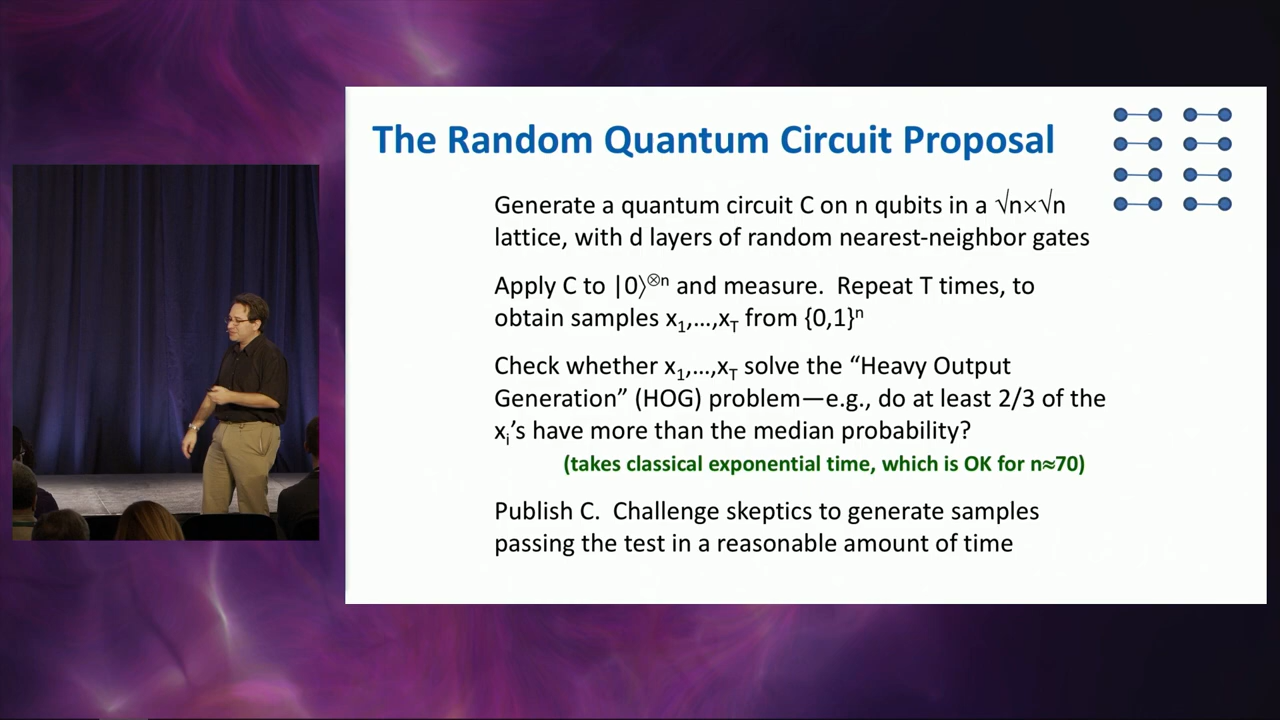 The Random Quantum Circuit Proposal
Generate a quantum circuit C on n qubits in a √n×√n
lattice, with d layers of random nearest-neighbor gates
Apply C to |0⟩⊗n and measure.  Repeat T times, to
obtain samples x1,…,xT from {0,1}n
Check whether x1,…,xT solve the “Heavy Output
Generation” (HOG) problem—e.g., do at least 2/3 of the
xi’s have more than the median probability?
(takes classical exponential time, which is OK for n≈70)
Publish C.  Challenge skeptics to generate samples
passing the test in a reasonable amount of time